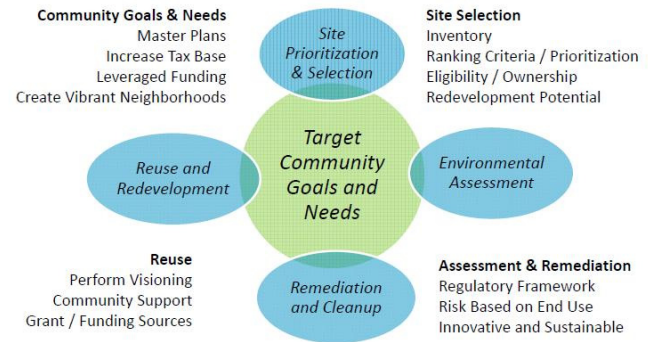 Community Goals & Needs
Master Plans
Increase Tax Base
Leveraged Funding
Create Vibrant Neighborhoods
Site
Prioritization
& Selection
Site Selection
Inventory
Ranking Criteria / Prioritization
Eligibility / Ownership
Redevelopment Potential
Reuse and
Redevelopment
Target
Community
Goals and
Needs
Environmental
Assessment
Reuse
Perform Visioning
Community Support
Grant / Funding Sources
Remediation
and Cleanup
Assessment & Remediation
Regulatory Framework
Risk Based on End Use
Innovative and Sustainable